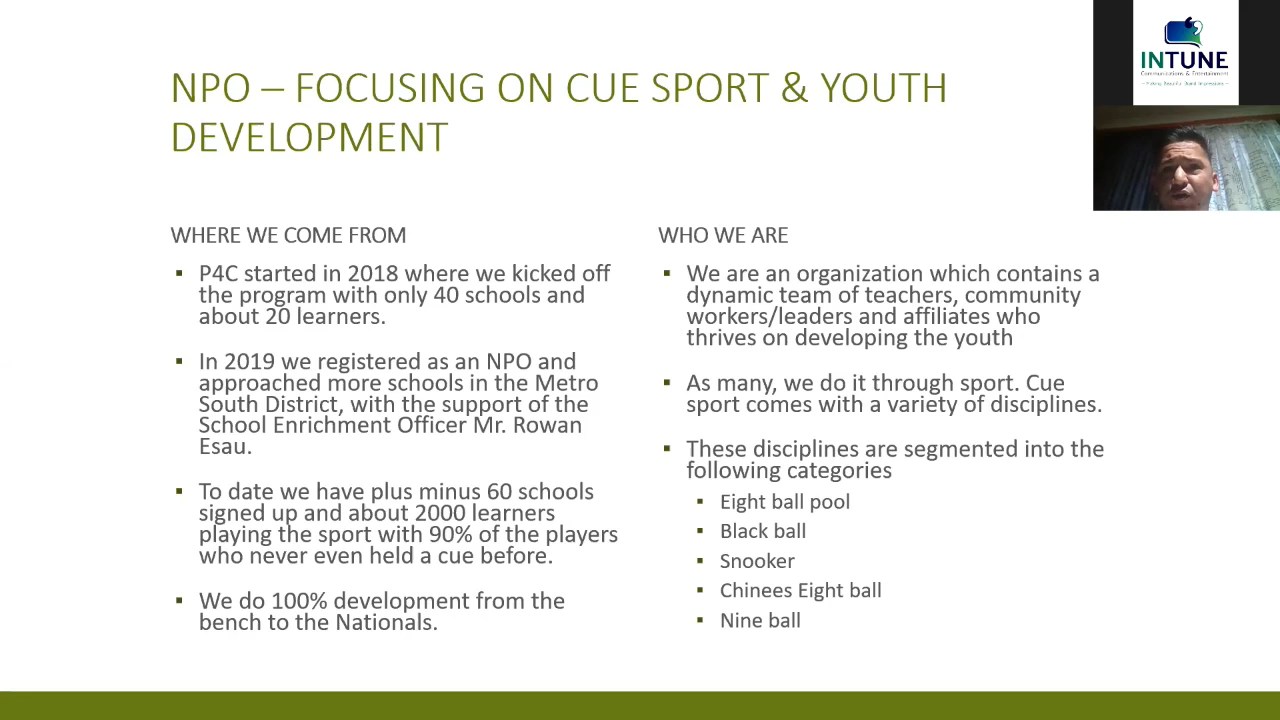 NPO – FOCUSING ON CUE SPORT & YOUTH
DEVELOPMENT
INTUNE
Communications & Entertainment
WHERE WE COME FROM
▪ P4C started in 2018 where we kicked off
the program with only 40 schools and
about 20 learners.
▪ In 2019 we registered as an NPO and
approached more schools in the Metro
South District, with the support of the
School Enrichment Officer Mr. Rowan
Esau.
▪ To date we have plus minus 60 schools
signed up and about 2000 learners
playing the sport with 90% of the players
who never even held a cue before.
▪ We do 100% development from the
bench to the Nationals.
WHO WE ARE
▪ We are an organization which contains a
dynamic team of teachers, community
workers/leaders and affiliates who
thrives on developing the youth
▪ As many, we do it through sport. Cue
sport comes with a variety of disciplines.
▪ These disciplines are segmented into the
following categories
▪ Eight ball pool
▪ Black ball
▪ Snooker
▪ Chinees Eight ball
▪ Nine ball